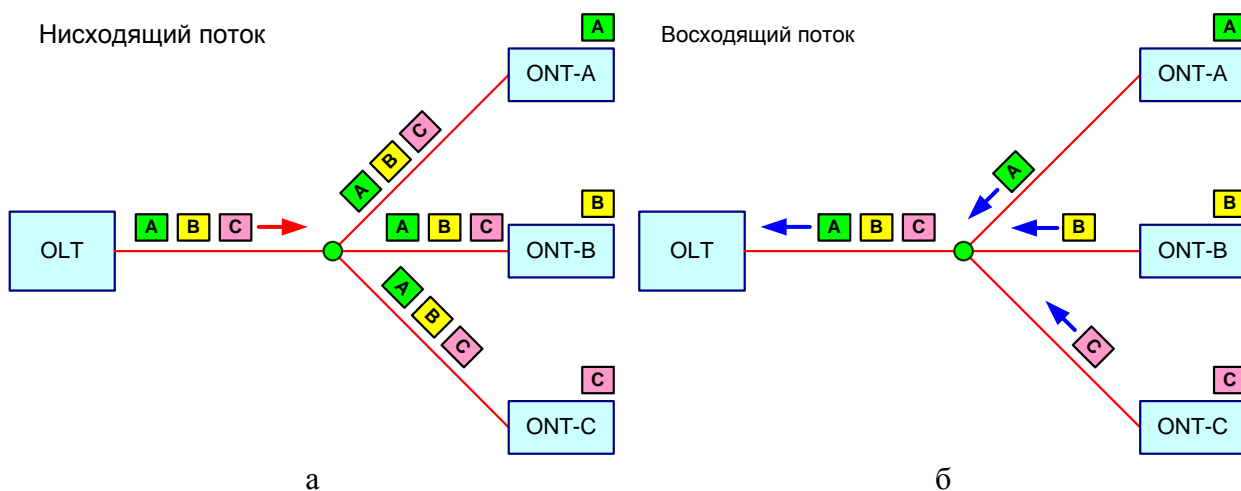 Нисходящий поток
A
ONT-A
A B C
A B C
OLT
A B C
B
ONT-B
A B C
C
ONT-C
а
Восходящий поток
A
ONT-A
A
A B C
OLT
B
B
ONT-B
C
C
ONT-C
б